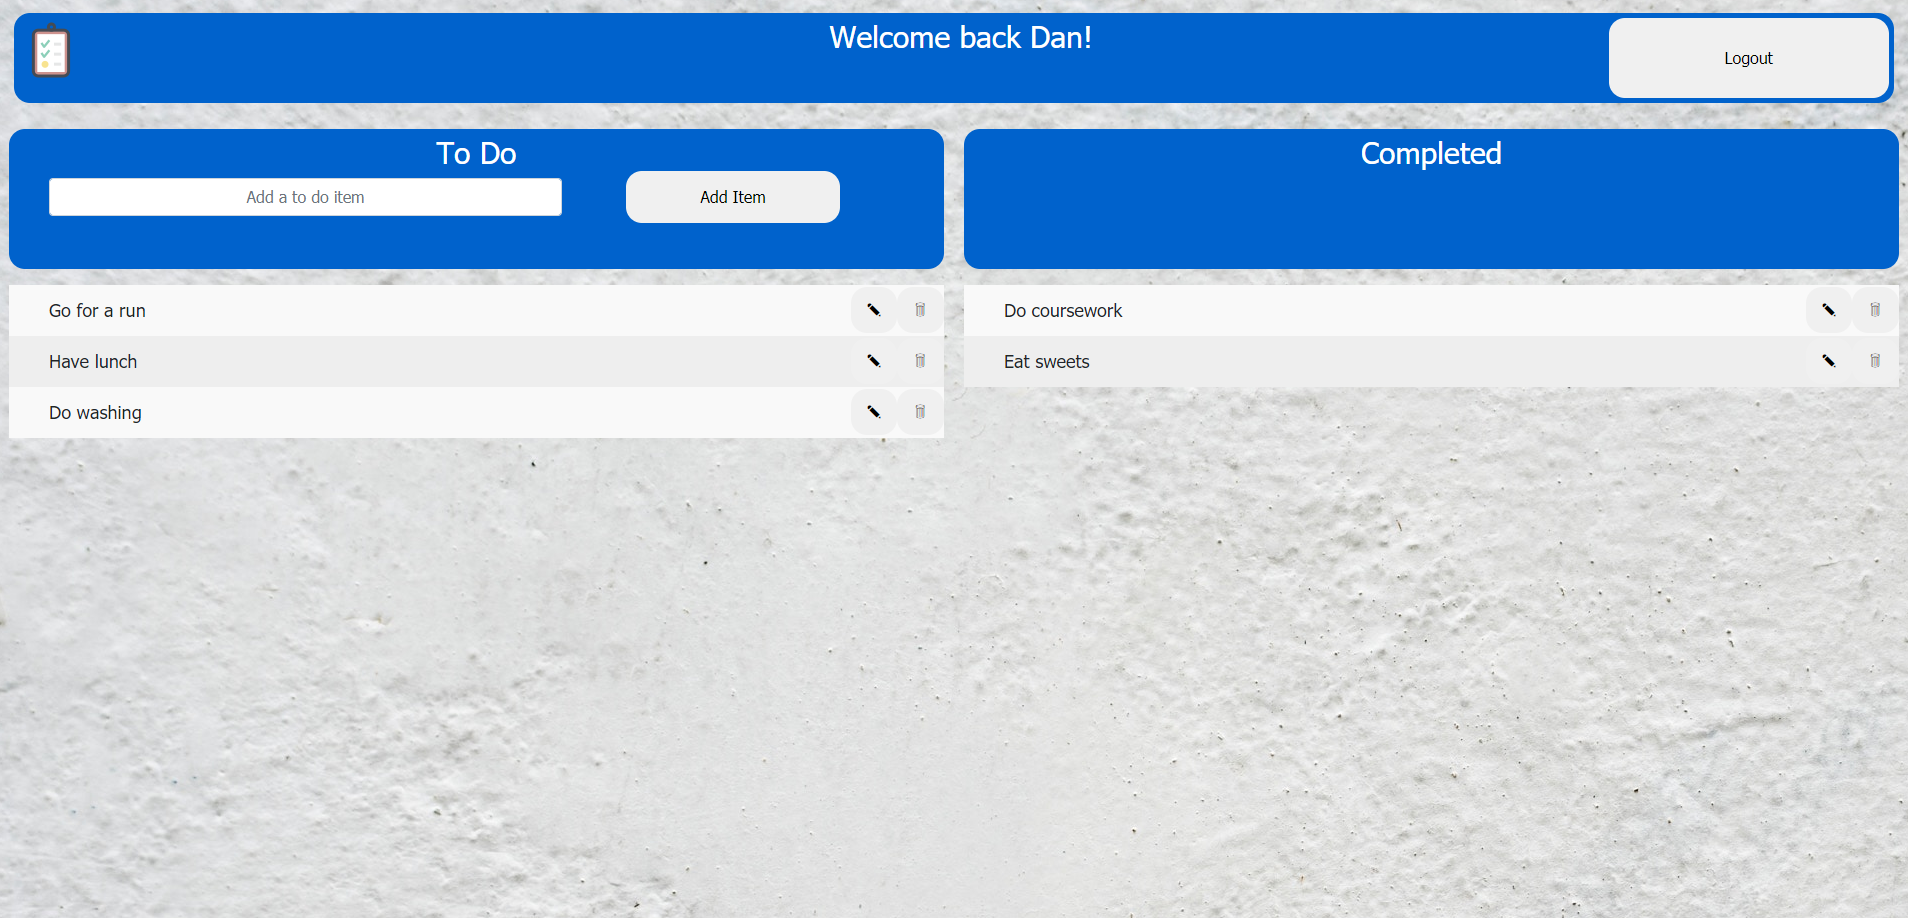 Welcome back Dan!
Logout
To Do
Add a to do item
Add Item
Go for a run
Have lunch
Do washing
Completed
Do coursework
Eat sweets